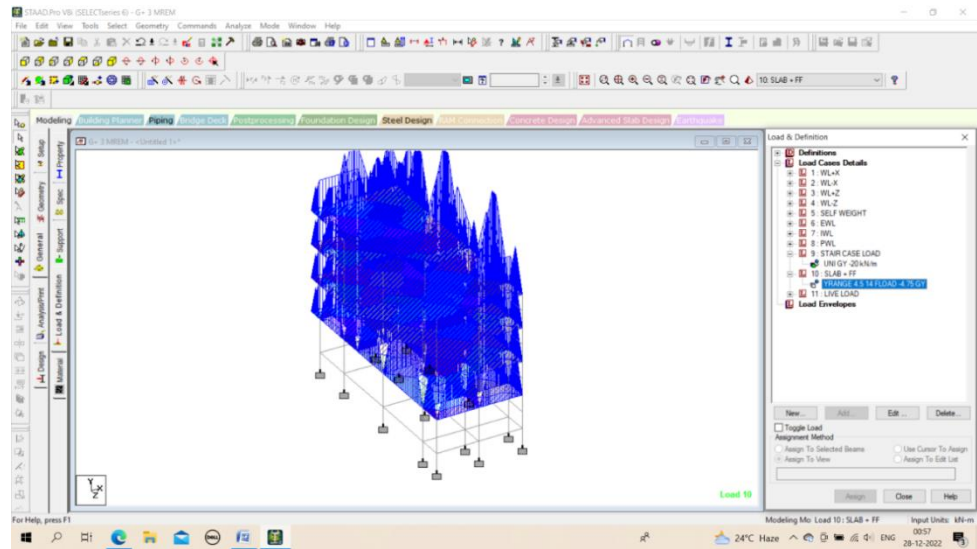 STAAD.Pro V8i (SELECTseries 6) - G+ 3 MREM
File Edit View Tools Select Geometry Commands Analyze Mode Window Help
10: SLAB + FF
Modeling Building Planner Piping Bridge Deck Postprocessing Foundation Design Steel Design RAM Connection Concrete Design Advanced Slab Design Earthquake
Setup
Geometry
General
Analysis/Print
Design
Property
Spec
Support
Load & Definition
Material
G+ 3 MREM - <Untitled 1>*
Y
X
Z
Load 10
Load & Definition
Definitions
Load Cases Details
1 : WL+X
2 : WL-X
3 : WL+Z
4 : WL-Z
5 : SELF WEIGHT
6 : EWL
7 : IWL
8 : PWL
9 : STAIR CASE LOAD
UNI GY -20 kN/m
10 : SLAB + FF
YRANGE 4.5 14 FLOAD -4.75 GY
11 : LIVE LOAD
Load Envelopes
New... Add... Edit ... Delete...
Toggle Load
Assignment Method
Assign To Selected Beams Use Cursor To Assign
Assign To View Assign To Edit List
Assign Close Help
For Help, press F1
Modeling Mo Load 10 : SLAB + FF Input Units: kN-m
24°C Haze ENG 00:57
28-12-2022